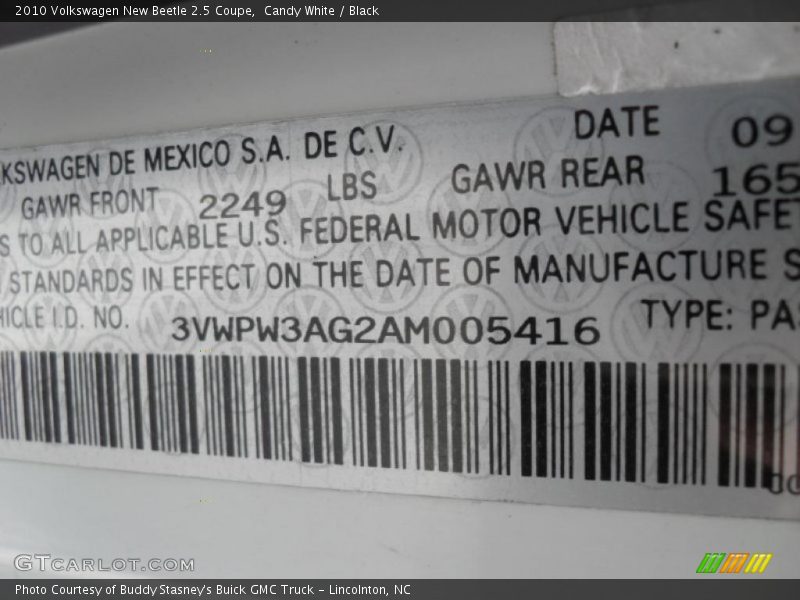 2010 Volkswagen New Beetle 2.5 Coupe, Candy White / Black
KSWAGEN DE MEXICO S.A. DE C.V. DATE 09
GAWR FRONT 2249 LBS GAWR REAR 165
S TO ALL APPLICABLE U.S. FEDERAL MOTOR VEHICLE SAFET
STANDARDS IN EFFECT ON THE DATE OF MANUFACTURE S
HICLE I.D. NO. 3VWPW3AG2AM005416 TYPE: PA
GTCARLOT.COM
Photo Courtesy of Buddy Stasney's Buick GMC Truck - Lincolnton, NC